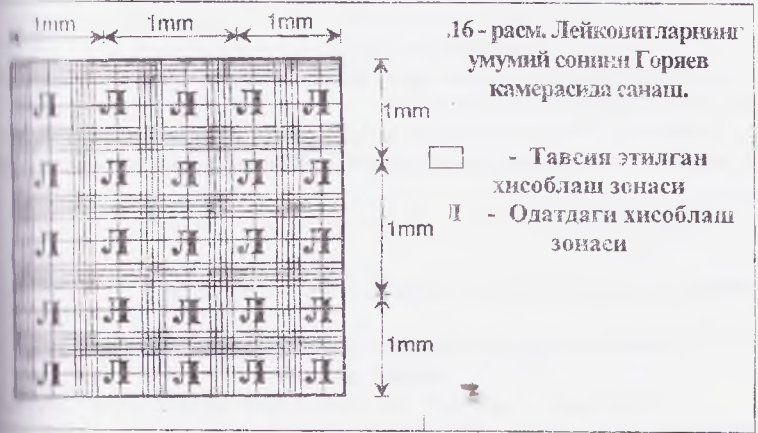 1mm 1mm 1mm
.16 - расм. Лейкоцитларнинг
умумий сонини Горяев
камерасида санаш.
1mm
- Тавсия этилган
хисоблаш зонаси
Л - Одатдаги хисоблаш
зонаси
1mm
1mm
Л Л Л Л Л
Л Л Л Л Л
Л Л Л Л Л
Л Л Л Л Л
Л Л Л Л Л